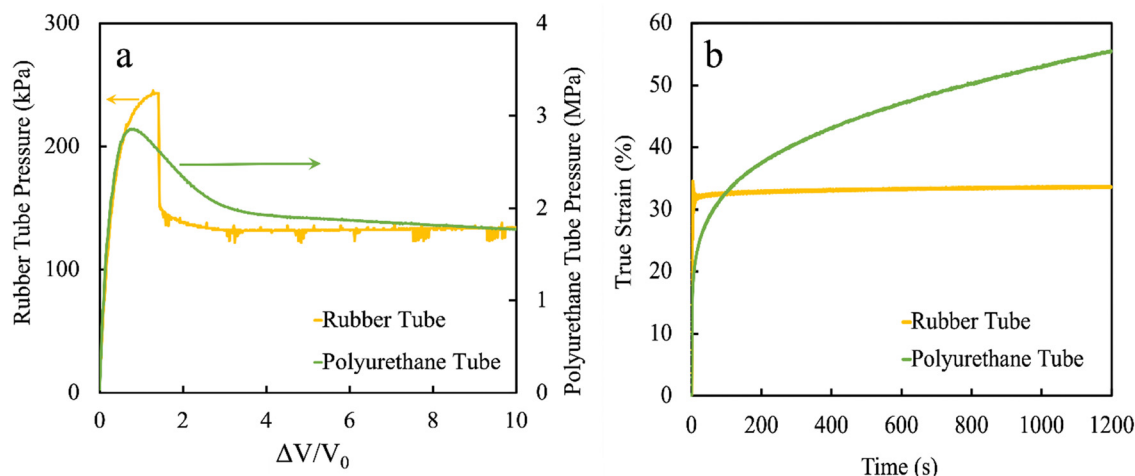 a
300
200
100
0
Rubber Tube Pressure (kPa)
4
3
2
1
0
Polyurethane Tube Pressure (MPa)
Rubber Tube
Polyurethane Tube
0 2 4 6 8 10
ΔV/V0
b
60
50
40
30
20
10
0
True Strain (%)
Rubber Tube
Polyurethane Tube
0 200 400 600 800 1000 1200
Time (s)